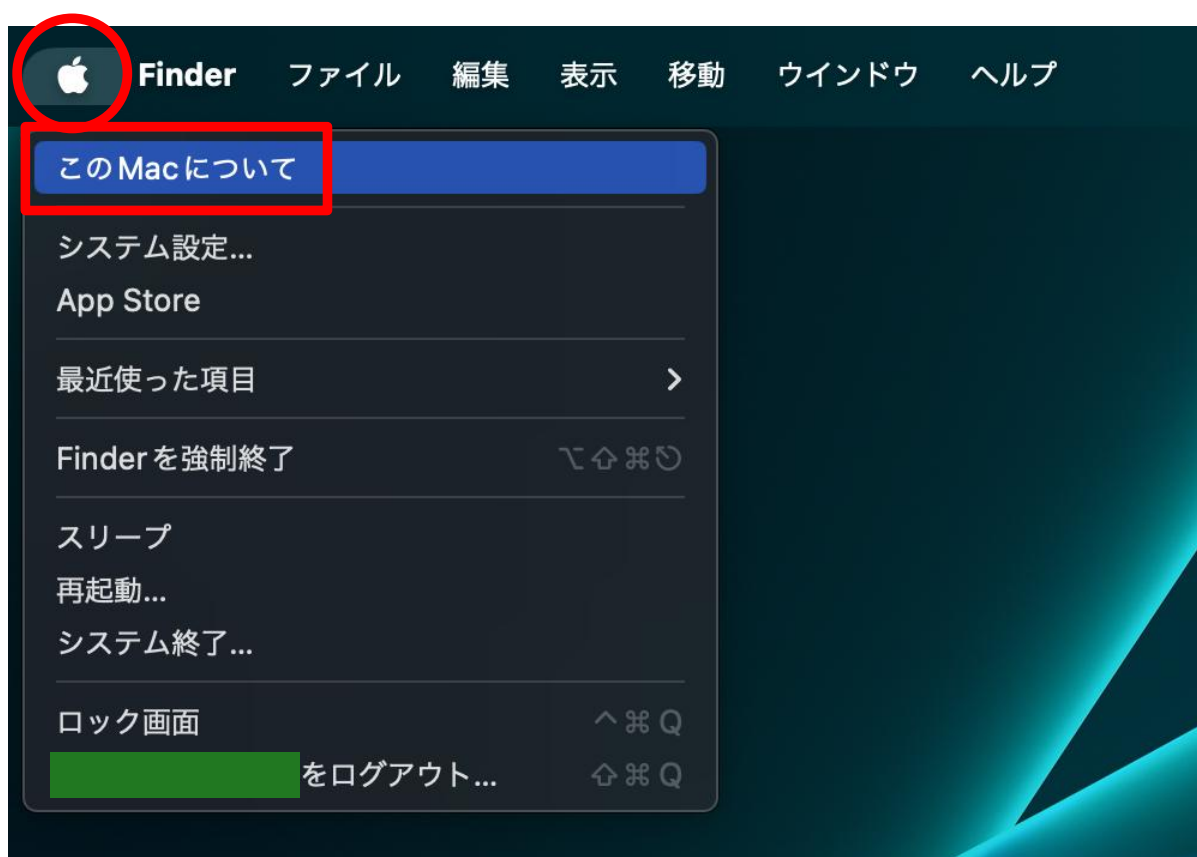 Finder ファイル 編集 表示 移動 ウインドウ ヘルプ
このMacについて
システム設定...
App Store
最近使った項目
Finderを強制終了 ⌥⇧⌘⎋
スリープ
再起動...
システム終了...
ロック画面 ^⌘Q
をログアウト... ⇧⌘Q